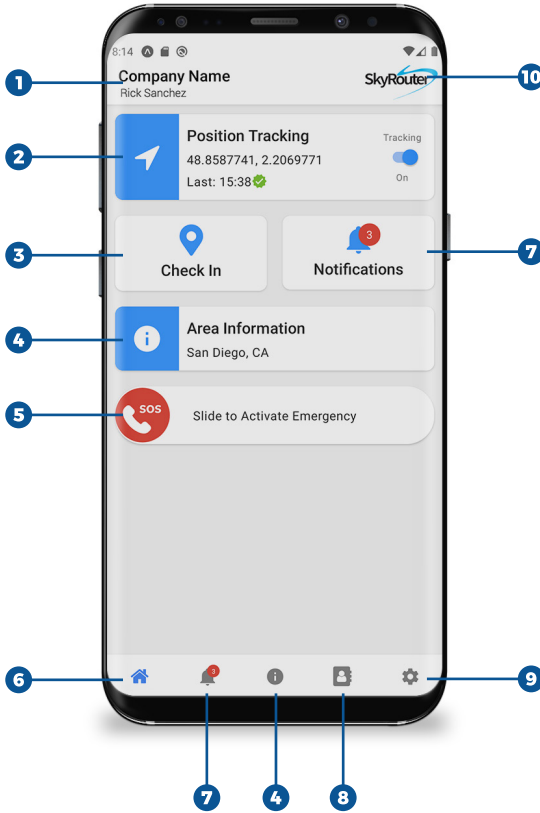 8:14
1
Company Name
Rick Sanchez
SkyRouter
10
2
Position Tracking
48.8587741, 2.2069771
Last: 15:38
Tracking
On
3
Check In
3
Notifications
7
4
Area Information
San Diego, CA
5
SOS
Slide to Activate Emergency
6
3
9
7
4
8